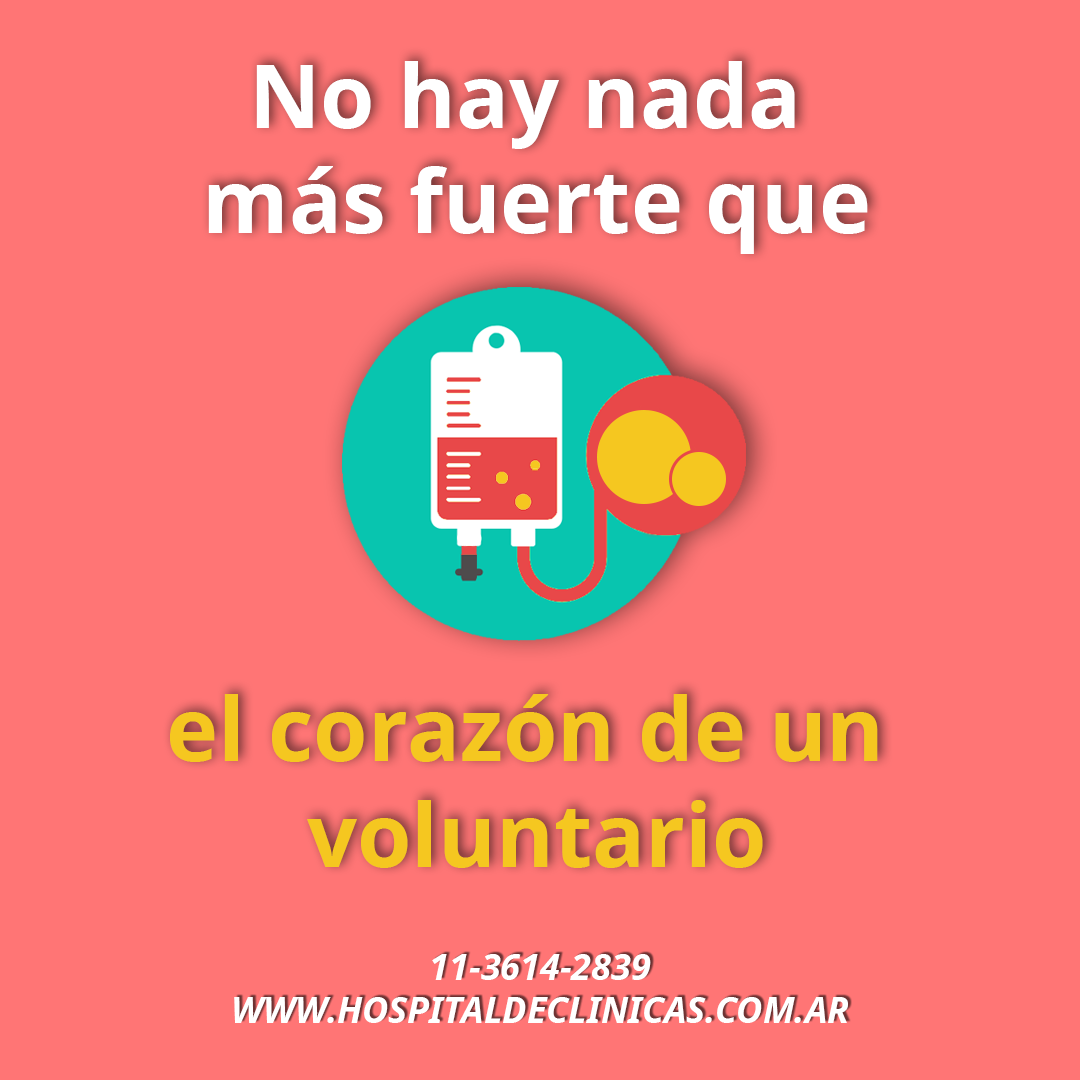 No hay nada
más fuerte que
el corazón de un
voluntario
11-3614-2839
WWW.HOSPITALDECLINICAS.COM.AR